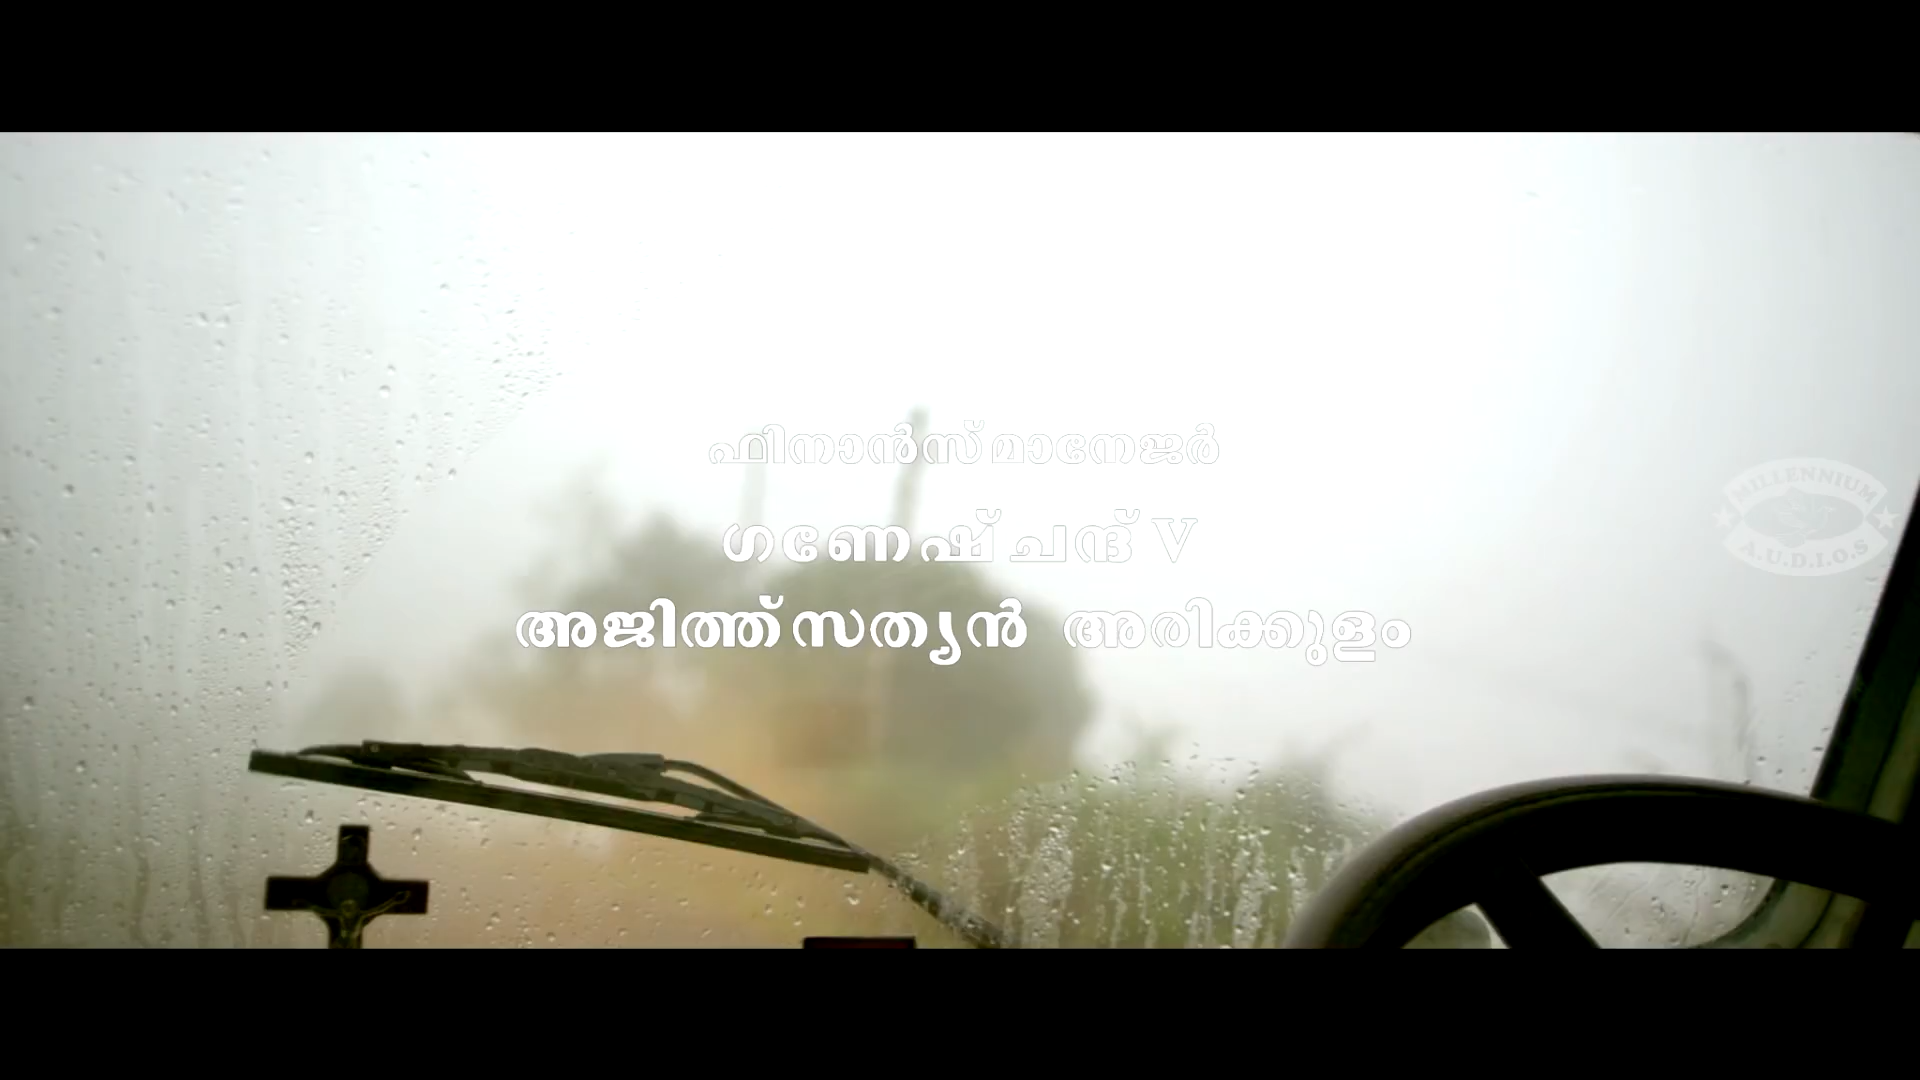 ഫിനാൻസ് മാനേജർ
ഗണേഷ് ചന്ദ് V
അജിത്ത് സത്യൻ അരിക്കുളം
MILLENNIUM
A.U.D.I.O.S